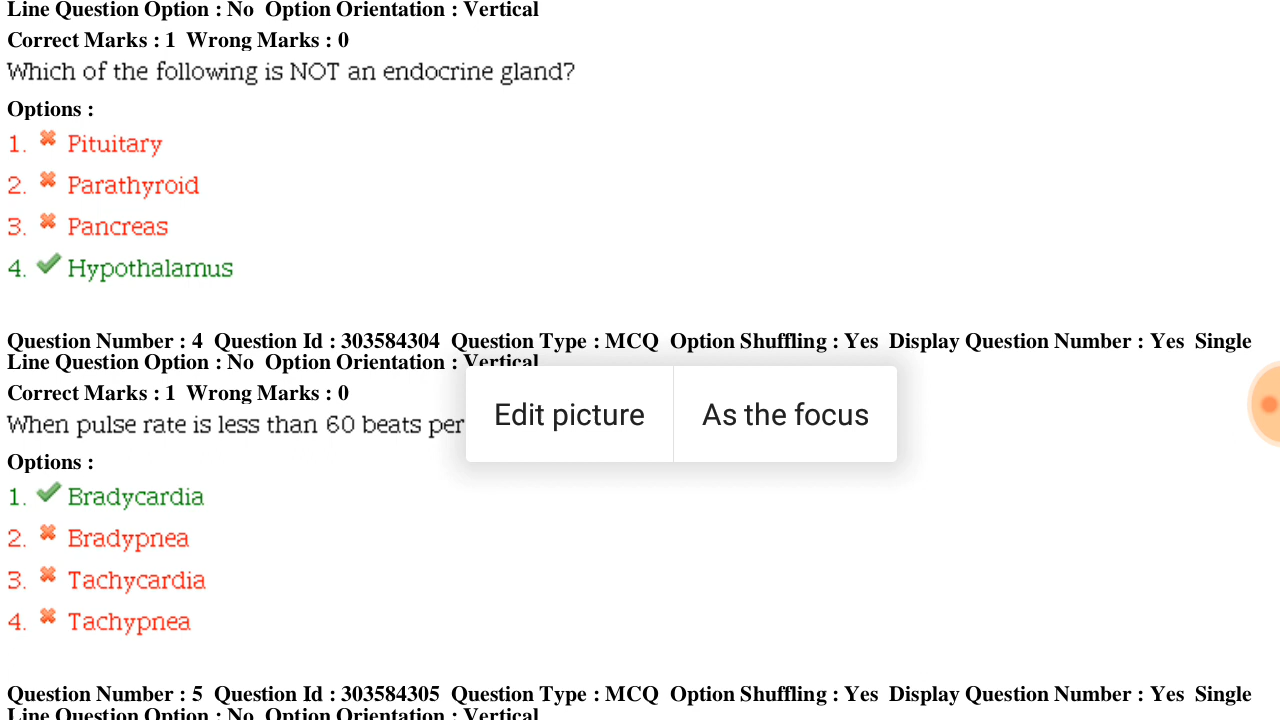 Line Question Option : No  Option Orientation : Vertical
Correct Marks : 1  Wrong Marks : 0
Which of the following is NOT an endocrine gland?
Options :
1. Pituitary
2. Parathyroid
3. Pancreas
4. Hypothalamus
Question Number : 4  Question Id : 303584304  Question Type : MCQ  Option Shuffling : Yes  Display Question Number : Yes  Single
Line Question Option : No  Option Orientation : Vertical
Correct Marks : 1  Wrong Marks : 0
When pulse rate is less than 60 beats per
Edit picture
As the focus
Options :
1. Bradycardia
2. Bradypnea
3. Tachycardia
4. Tachypnea
Question Number : 5  Question Id : 303584305  Question Type : MCQ  Option Shuffling : Yes  Display Question Number : Yes  Single
Line Question Option : No  Option Orientation : Vertical